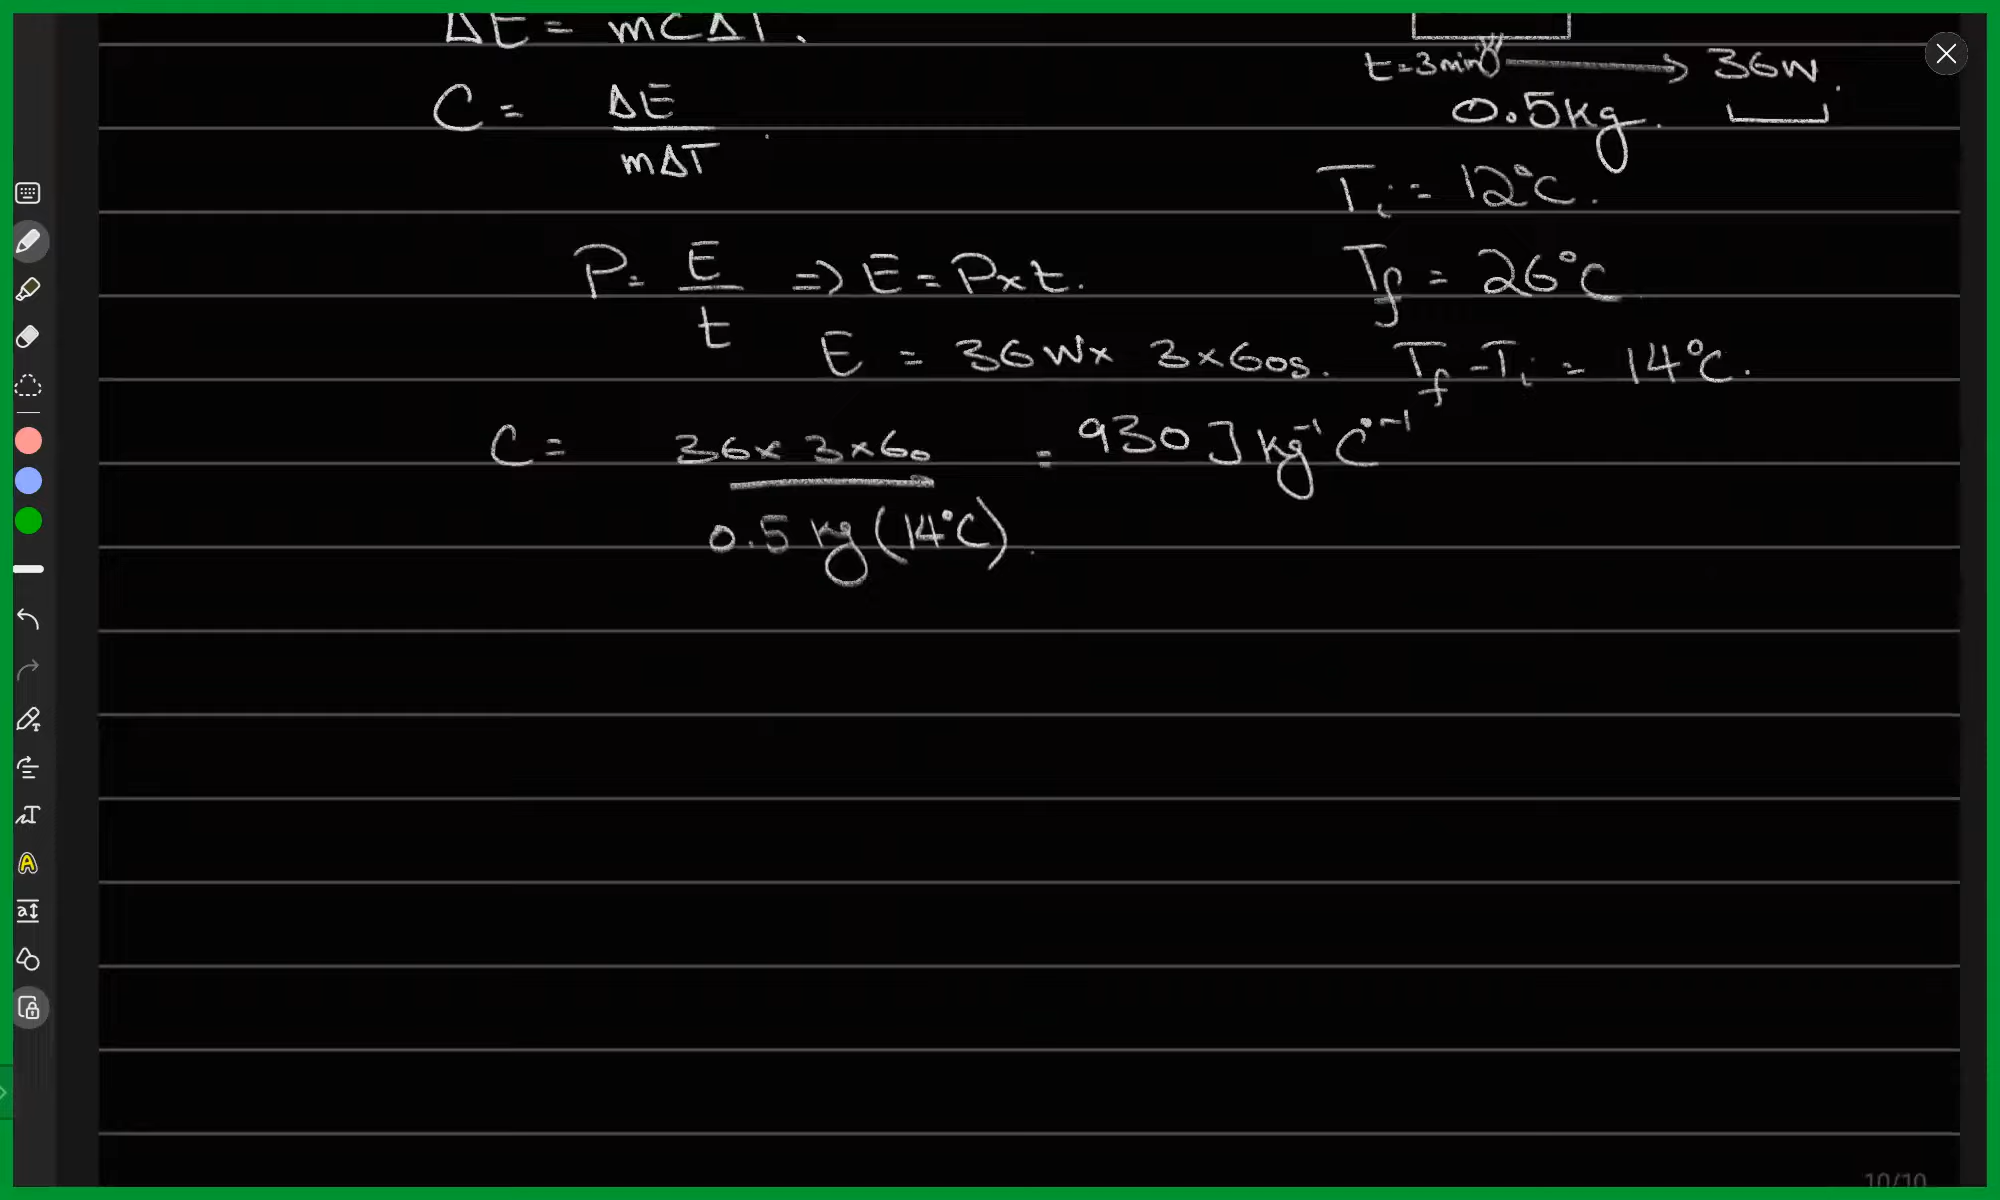 ΔE = mCΔT.
t=3min → 36W.
C = ΔE / mΔT.
0.5kg.
Ti = 12°C.
P = E / t => E = P×t.
Tf = 26°C
E = 36W × 3×60s.
Tf - Ti = 14°C.
C = 36× 3×60 / 0.5 kg (14°C). = 930 J kg⁻¹ C°⁻¹
10/10